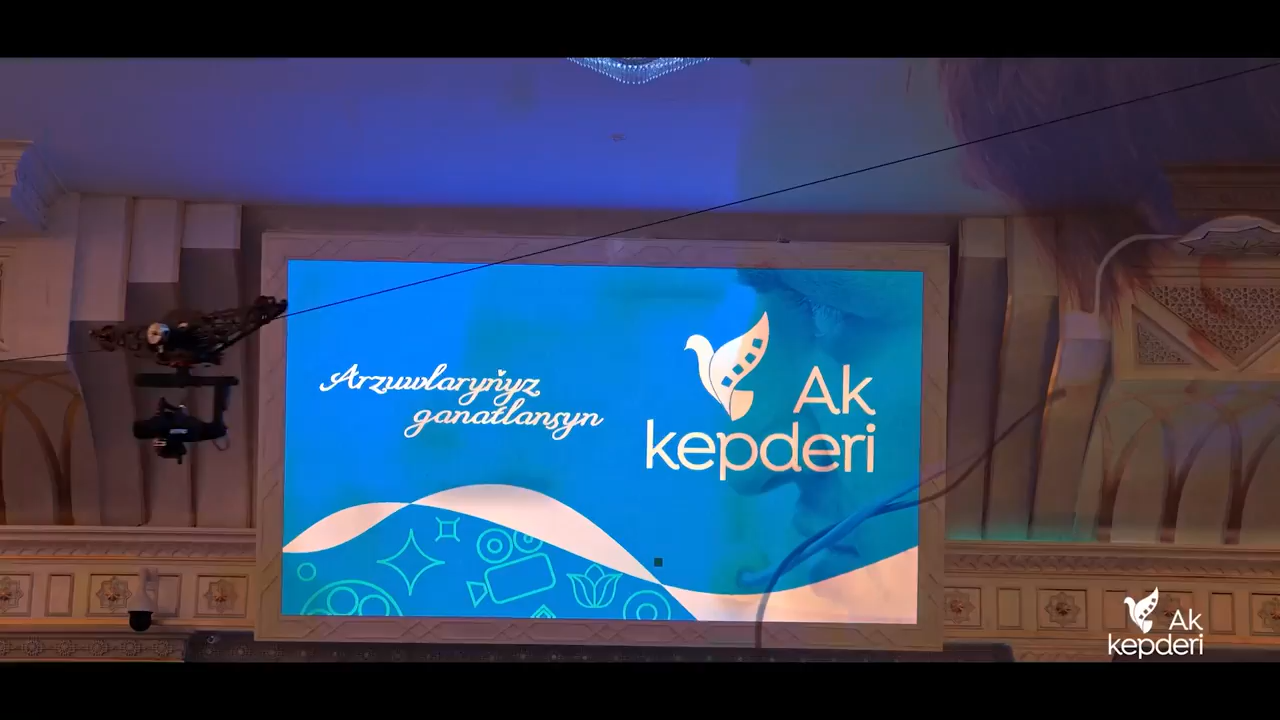 Arzuwlaryňyz
ganatlansyn
Ak
kepderi
Ak
kepderi